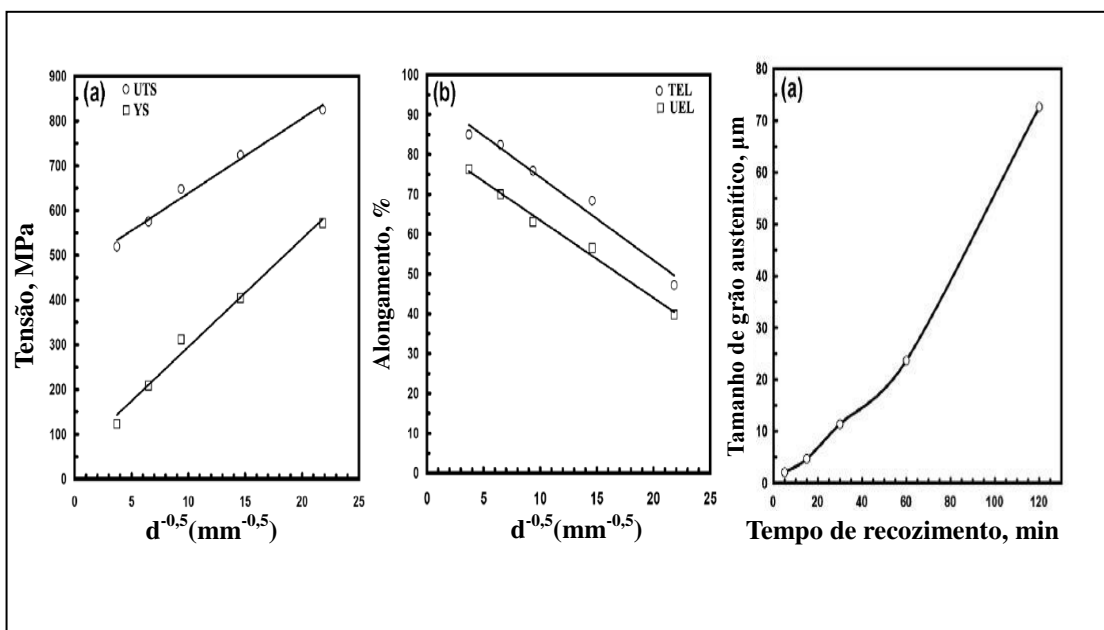 (a)
UTS
YS
Tensão, MPa
900
800
700
600
500
400
300
200
100
0
0 5 10 15 20 25
d-0,5(mm-0,5)
(b)
TEL
UEL
Alongamento, %
100
90
80
70
60
50
40
30
20
10
0
0 5 10 15 20 25
d-0,5(mm-0,5)
(a)
Tamanho de grão austenítico, µm
80
70
60
50
40
30
20
10
0
0 20 40 60 80 100 120
Tempo de recozimento, min